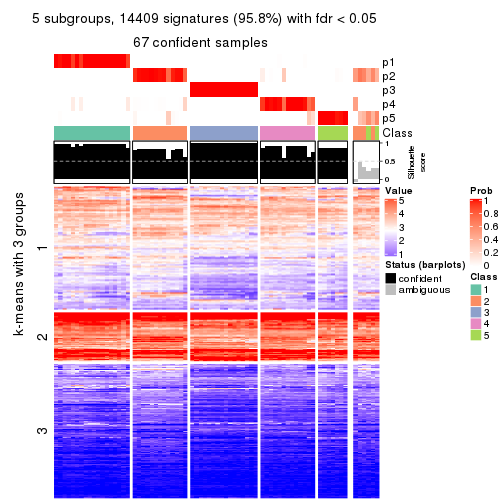 5 subgroups, 14409 signatures (95.8%) with fdr < 0.05
67 confident samples
p1
p2
p3
p4
p5
Class
1
0.5
0
Silhouette
score
k-means with 3 groups
1
2
3
Value
5
4
3
2
1
Status (barplots)
confident
ambiguous
Prob
1
0.8
0.6
0.4
0.2
0
Class
1
2
3
4
5